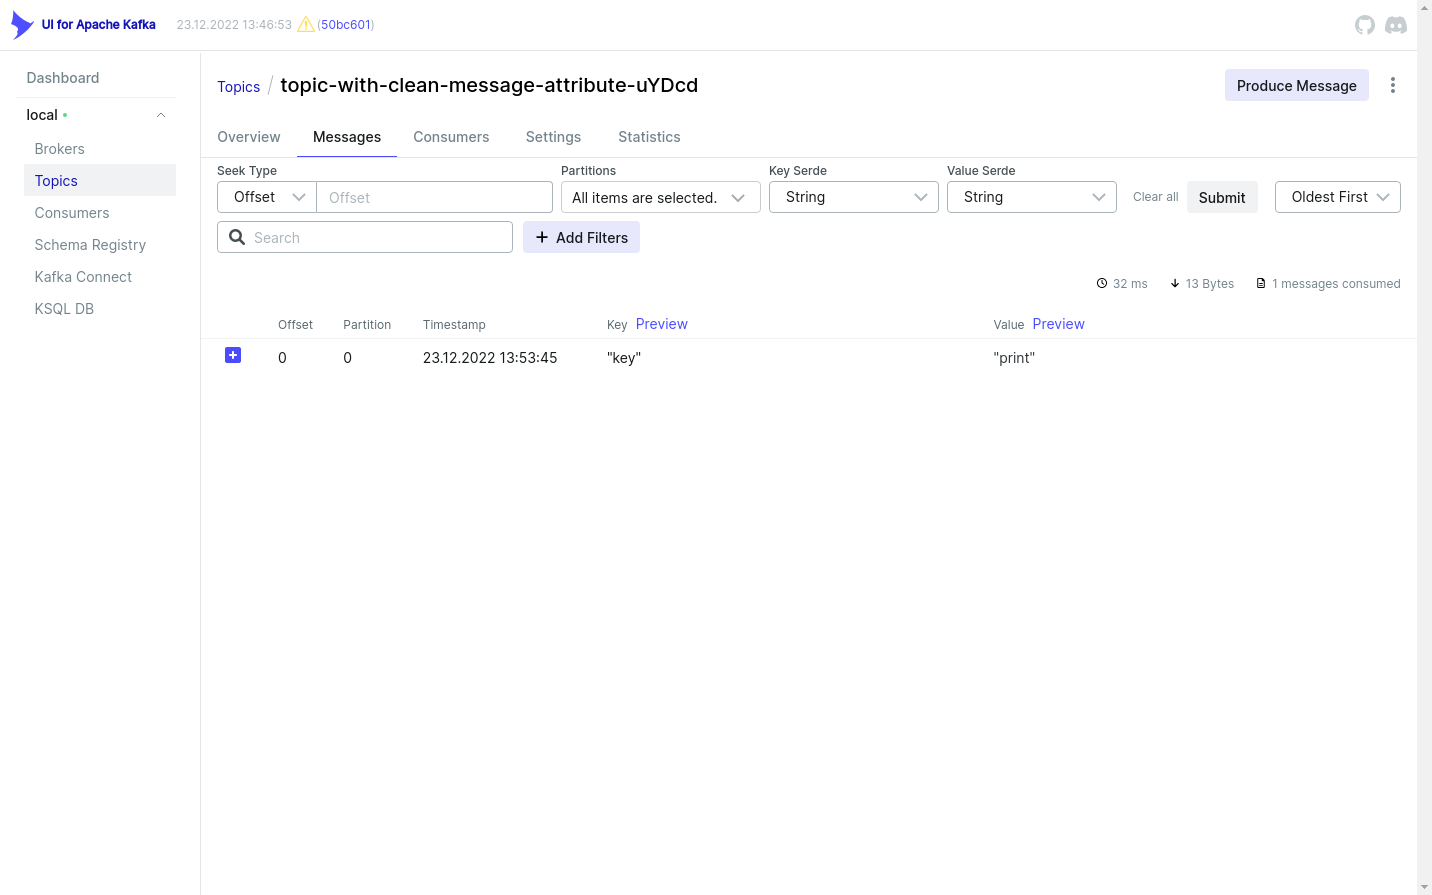 UI for Apache Kafka 23.12.2022 13:46:53 (50bc601)
Dashboard
local
Brokers
Topics
Consumers
Schema Registry
Kafka Connect
KSQL DB
Topics / topic-with-clean-message-attribute-uYDcd Produce Message
Overview Messages Consumers Settings Statistics
Seek Type Partitions Key Serde Value Serde
Offset Offset All items are selected. String String Clear all Submit Oldest First
Search Add Filters
32 ms 13 Bytes 1 messages consumed
Offset Partition Timestamp Key Preview Value Preview
0 0 23.12.2022 13:53:45 "key" "print"